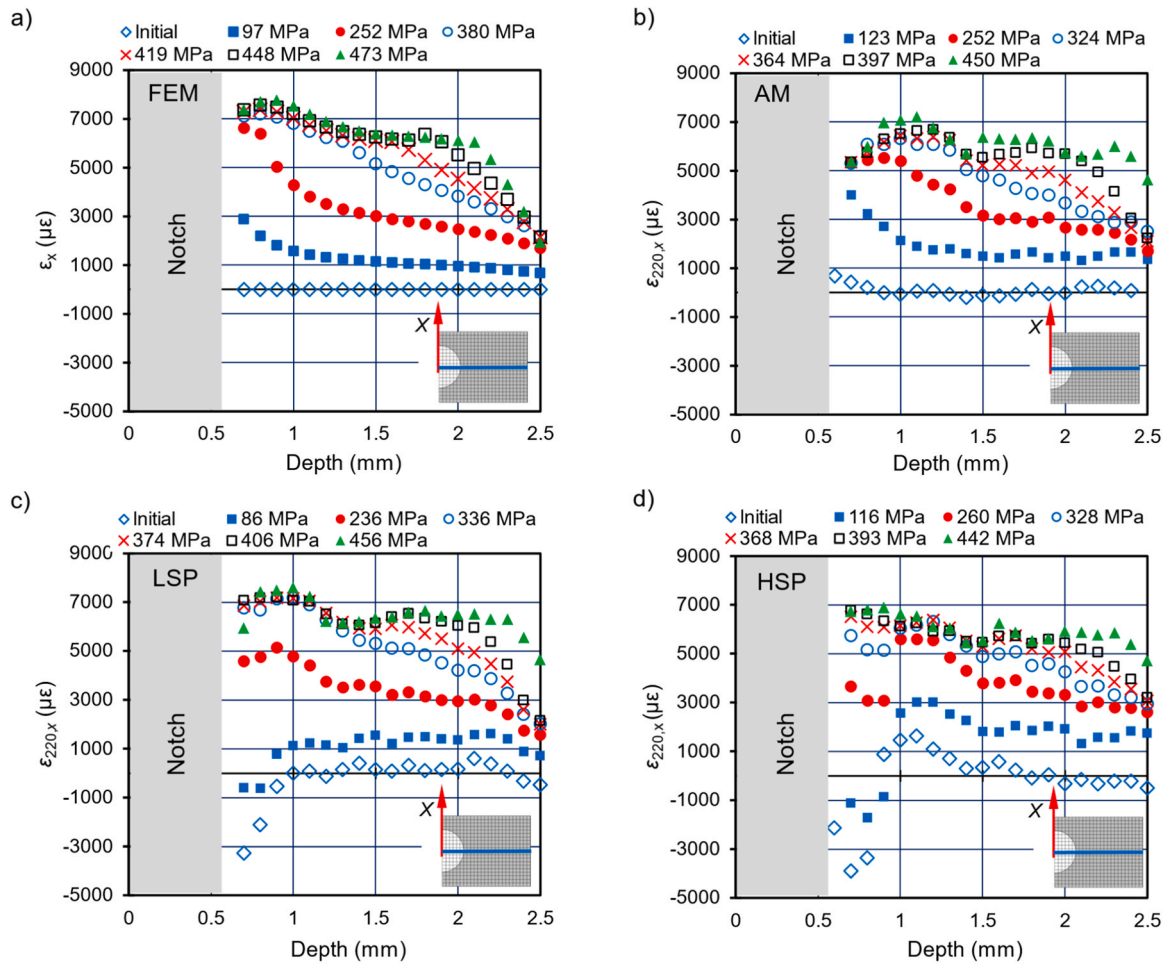 a)
◇Initial ■97 MPa ●252 MPa ○380 MPa
×419 MPa □448 MPa ▲473 MPa
9000
7000
5000
3000
1000
-1000
-3000
-5000
εx (με)
FEM
Notch
X
0 0.5 1 1.5 2 2.5
Depth (mm)
b)
◇Initial ■123 MPa ●252 MPa ○324 MPa
×364 MPa □397 MPa ▲450 MPa
9000
7000
5000
3000
1000
-1000
-3000
-5000
ε220,x (με)
AM
Notch
X
0 0.5 1 1.5 2 2.5
Depth (mm)
c)
◇Initial ■86 MPa ●236 MPa ○336 MPa
×374 MPa □406 MPa ▲456 MPa
9000
7000
5000
3000
1000
-1000
-3000
-5000
ε220,x (με)
LSP
Notch
X
0 0.5 1 1.5 2 2.5
Depth (mm)
d)
◇Initial ■116 MPa ●260 MPa ○328 MPa
×368 MPa □393 MPa ▲442 MPa
9000
7000
5000
3000
1000
-1000
-3000
-5000
ε220,x (με)
HSP
Notch
X
0 0.5 1 1.5 2 2.5
Depth (mm)